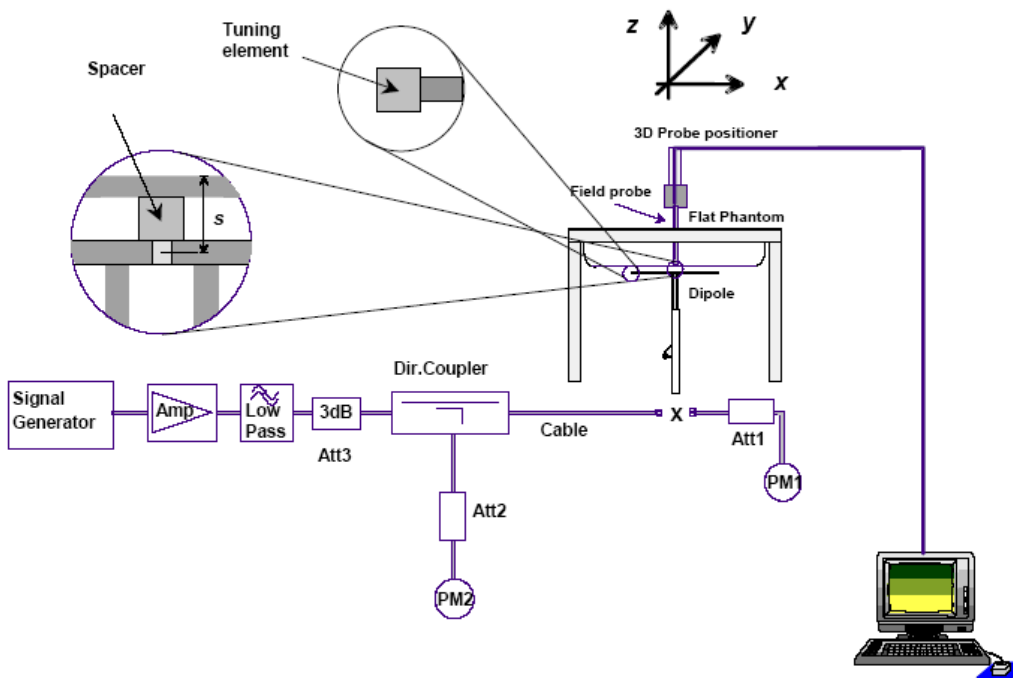 Tuning
element
Spacer
z
y
x
3D Probe positioner
Field probe
Flat Phantom
s
Dipole
Dir.Coupler
Signal
Generator
Amp
Low
Pass
3dB
Att3
Cable
X
Att1
PM1
Att2
PM2